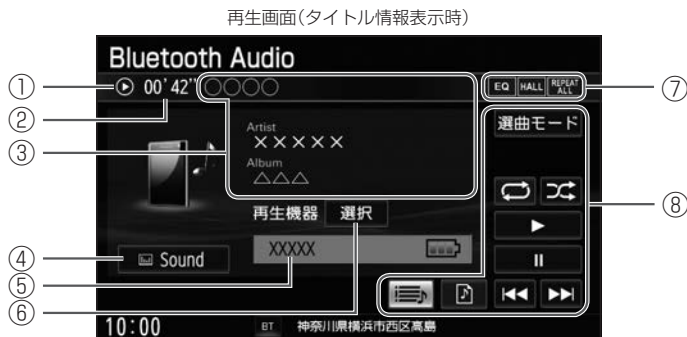 再生画面(タイトル情報表示時)
Bluetooth Audio
① 00'42" ○○○○ EQ HALL REPEAT ALL ⑦
②
③ Artist
×××××
Album
△△△
選曲モード
⑧
再生機器 選択
④ Sound
⑤ XXXXX
⑥
10:00 BT 神奈川県横浜市西区高島